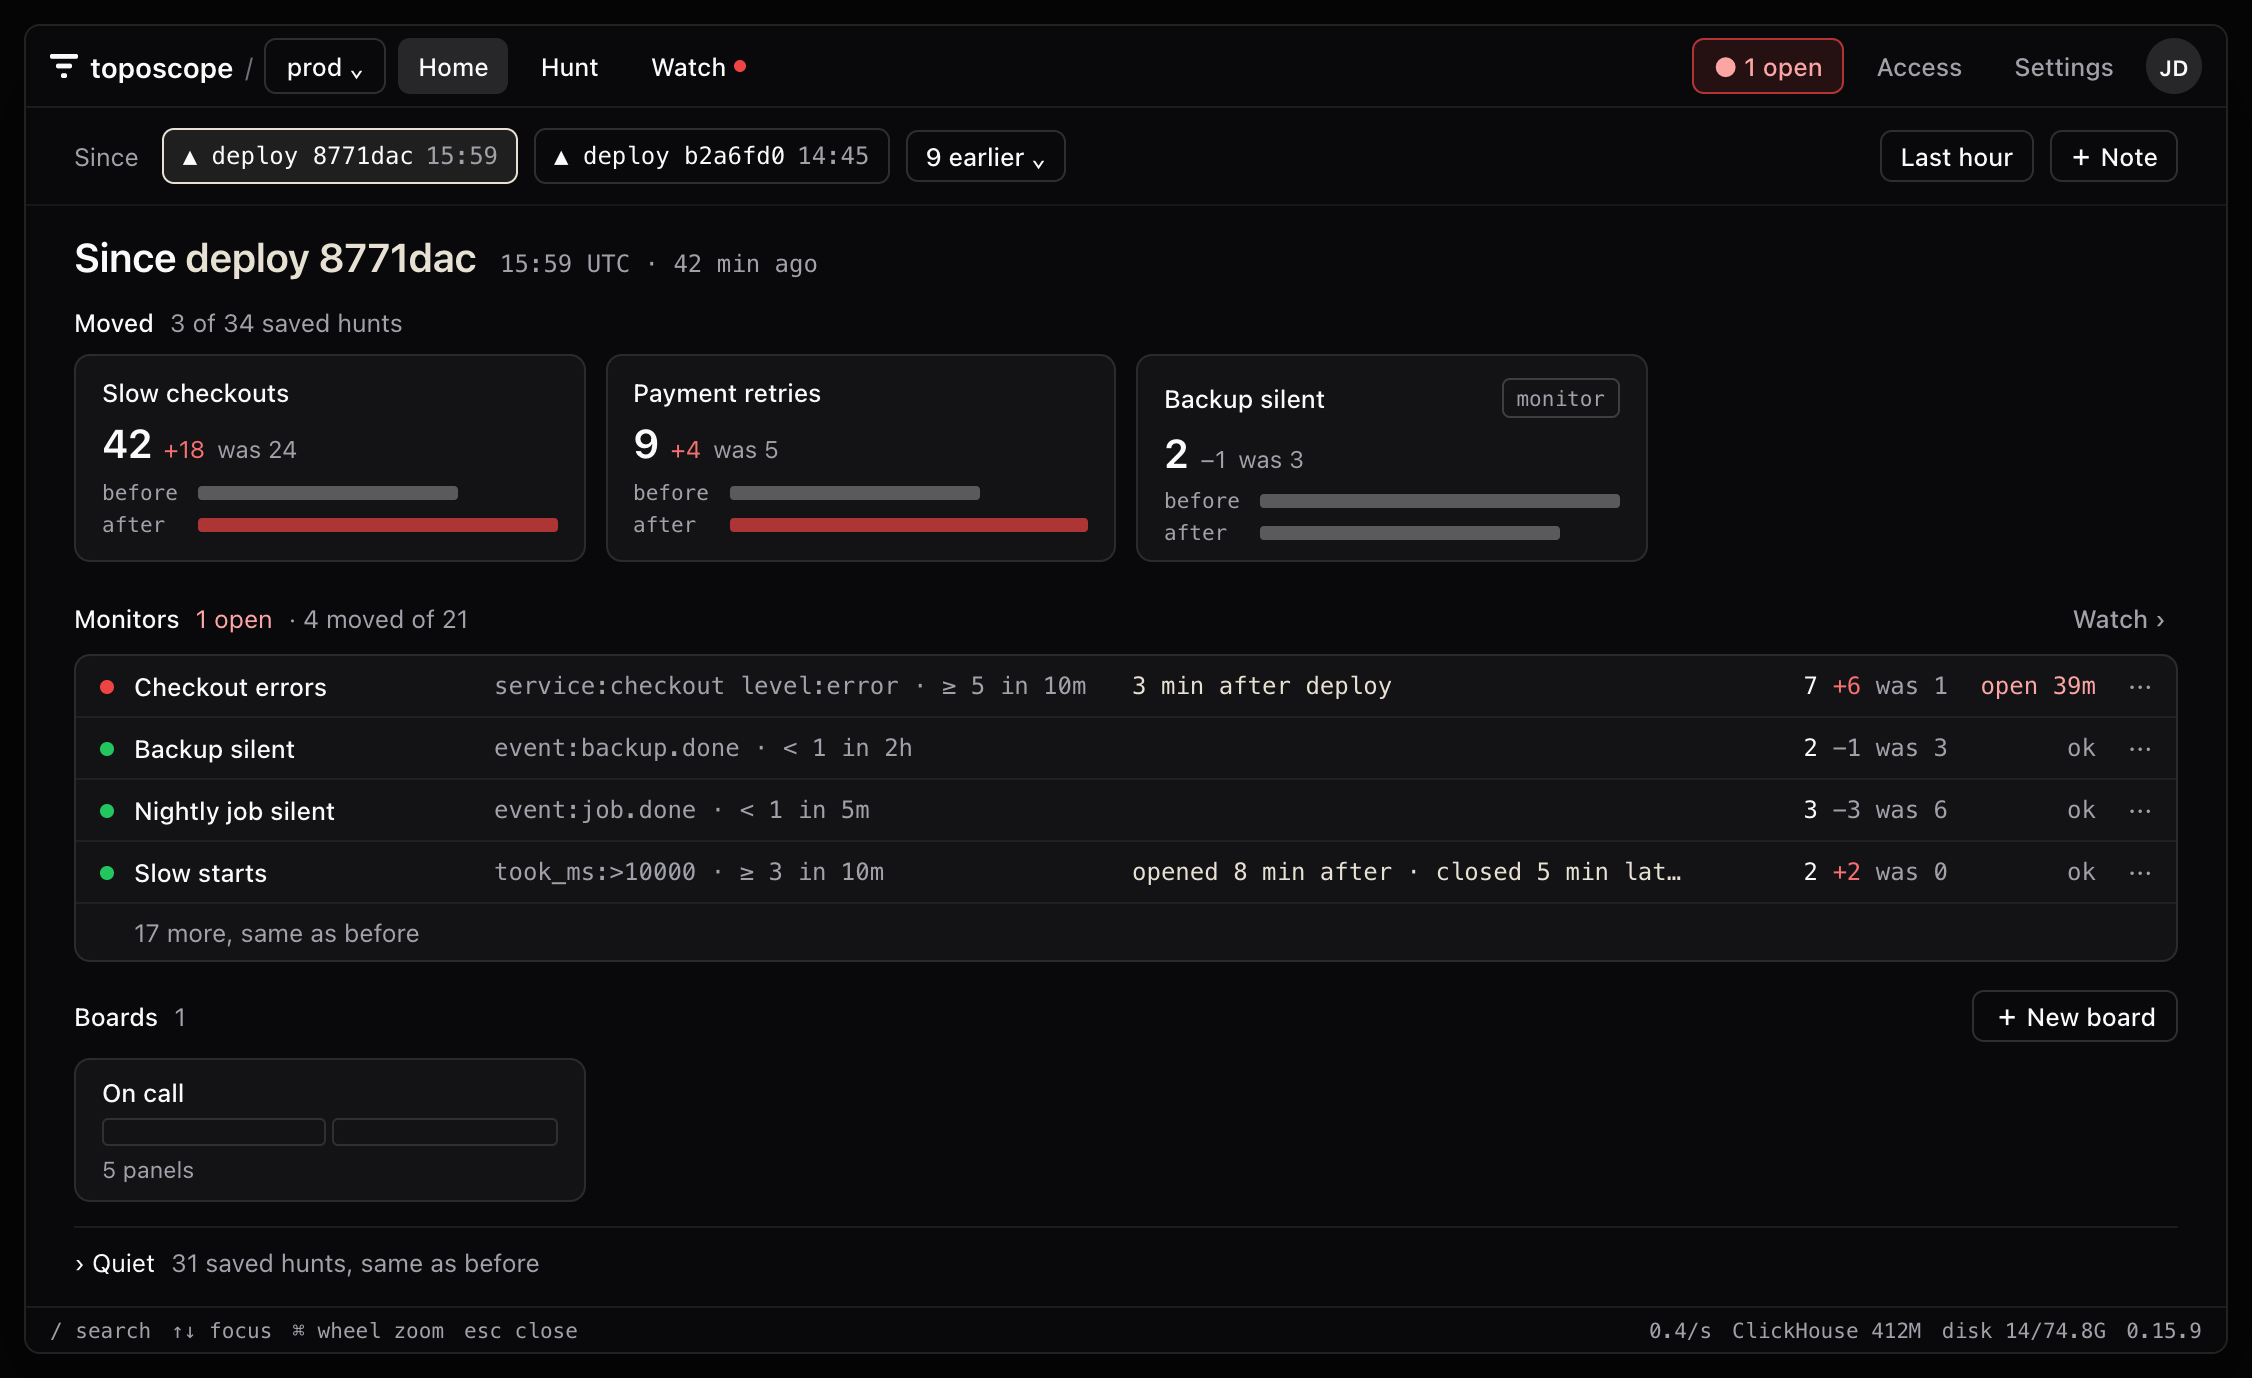 toposcope / prod ⌄ Home Hunt Watch ● 1 open Access Settings JD
Since ▲ deploy 8771dac 15:59 ▲ deploy b2a6fd0 14:45 9 earlier ⌄ Last hour + Note
Since deploy 8771dac 15:59 UTC · 42 min ago
Moved 3 of 34 saved hunts
Slow checkouts
42 +18 was 24
before
after
Payment retries
9 +4 was 5
before
after
Backup silent monitor
2 −1 was 3
before
after
Monitors 1 open · 4 moved of 21 Watch ›
Checkout errors service:checkout level:error · ≥ 5 in 10m 3 min after deploy 7 +6 was 1 open 39m ···
Backup silent event:backup.done · < 1 in 2h 2 −1 was 3 ok ···
Nightly job silent event:job.done · < 1 in 5m 3 −3 was 6 ok ···
Slow starts took_ms:>10000 · ≥ 3 in 10m opened 8 min after · closed 5 min lat… 2 +2 was 0 ok ···
17 more, same as before
Boards 1 + New board
On call
5 panels
› Quiet 31 saved hunts, same as before
/ search ↑↓ focus ⌘ wheel zoom esc close 0.4/s ClickHouse 412M disk 14/74.8G 0.15.9